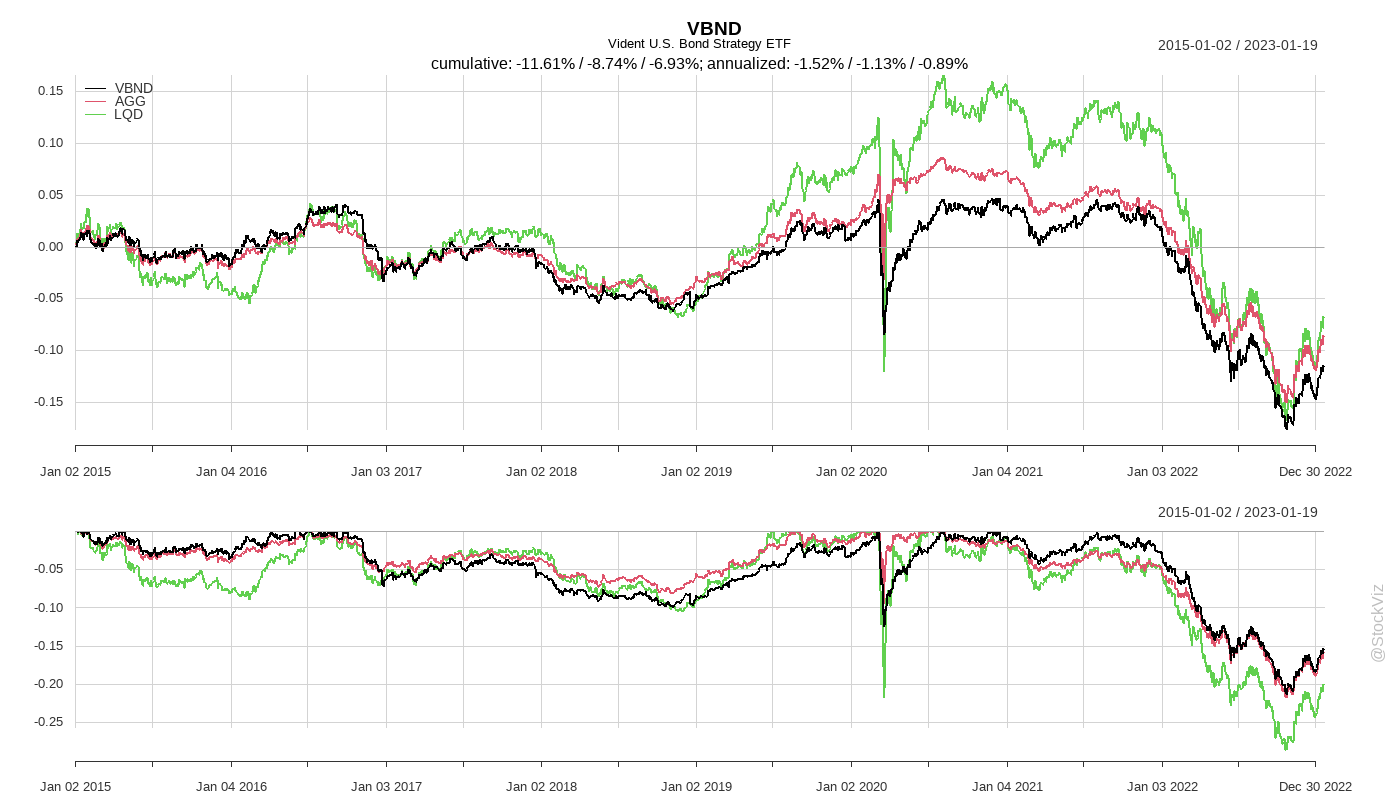 VBND
Vident U.S. Bond Strategy ETF
2015-01-02 / 2023-01-19
cumulative: -11.61% / -8.74% / -6.93%; annualized: -1.52% / -1.13% / -0.89%
VBND
AGG
LQD
0.15
0.10
0.05
0.00
-0.05
-0.10
-0.15
Jan 02 2015 Jan 04 2016 Jan 03 2017 Jan 02 2018 Jan 02 2019 Jan 02 2020 Jan 04 2021 Jan 03 2022 Dec 30 2022
2015-01-02 / 2023-01-19
-0.05
-0.10
-0.15
-0.20
-0.25
Jan 02 2015 Jan 04 2016 Jan 03 2017 Jan 02 2018 Jan 02 2019 Jan 02 2020 Jan 04 2021 Jan 03 2022 Dec 30 2022
@StockViz